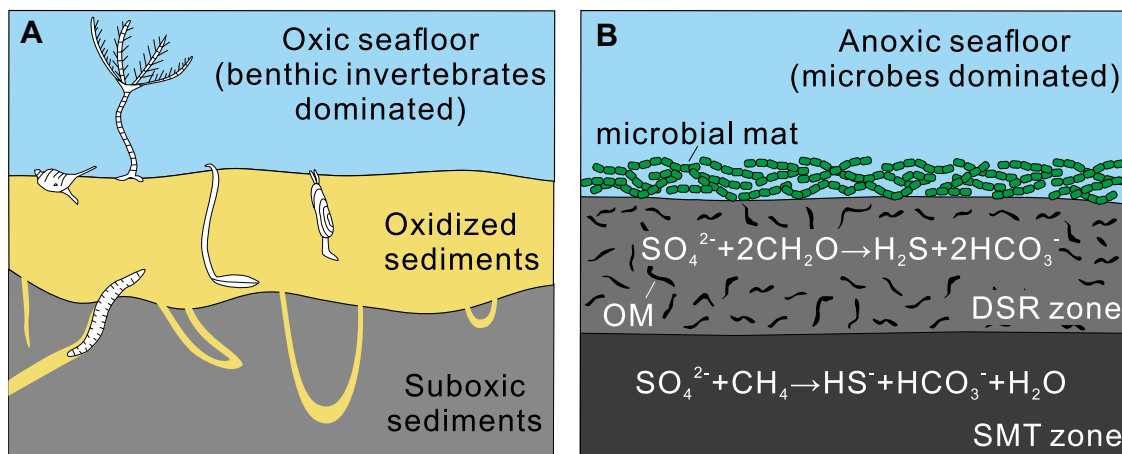 A
Oxic seafloor
(benthic invertebrates
dominated)
Oxidized
sediments
Suboxic
sediments
B
Anoxic seafloor
(microbes dominated)
microbial mat
SO₄²⁻+2CH₂O→H₂S+2HCO₃⁻
OM
DSR zone
SO₄²⁻+CH₄→HS⁻+HCO₃⁻+H₂O
SMT zone